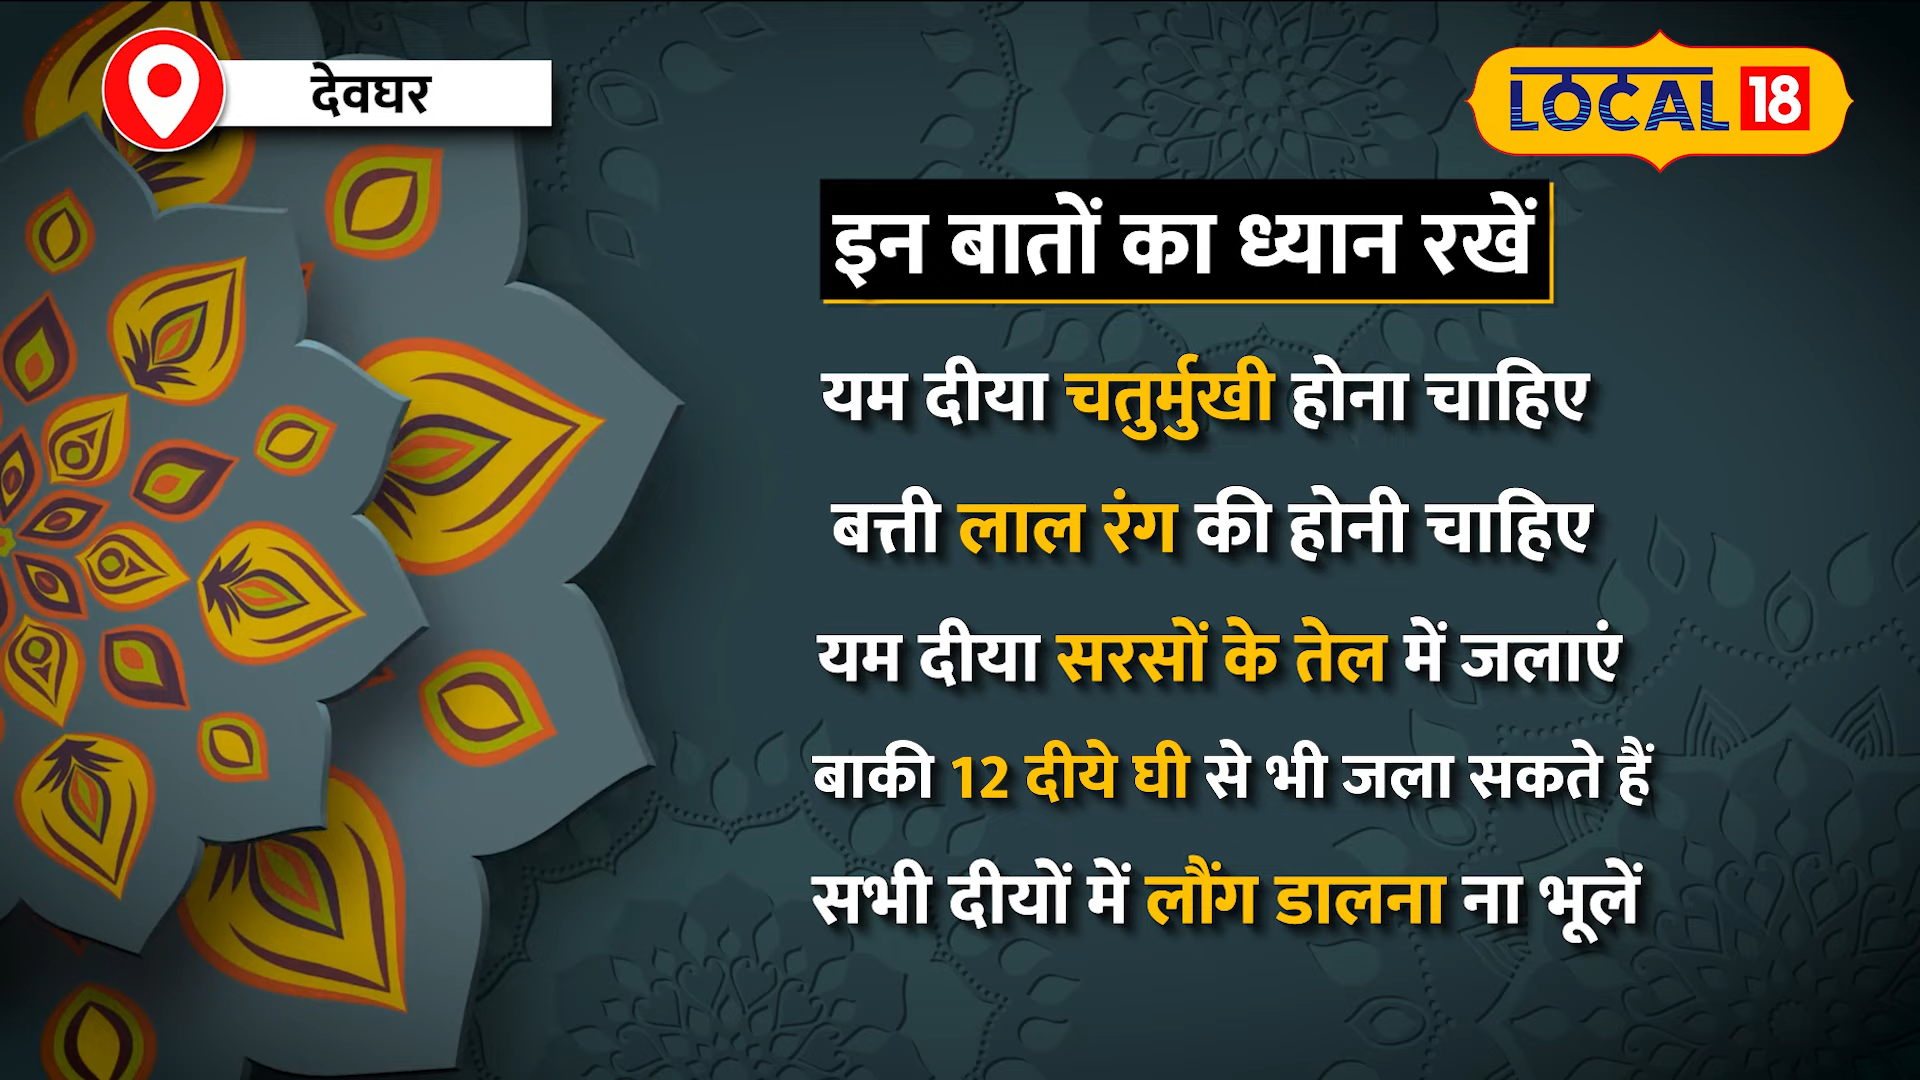 देवघर
LOCAL 18
इन बातों का ध्यान रखें
यम दीया चतुर्मुखी होना चाहिए
बत्ती लाल रंग की होनी चाहिए
यम दीया सरसों के तेल में जलाएं
बाकी 12 दीये घी से भी जला सकते हैं
सभी दीयों में लौंग डालना ना भूलें